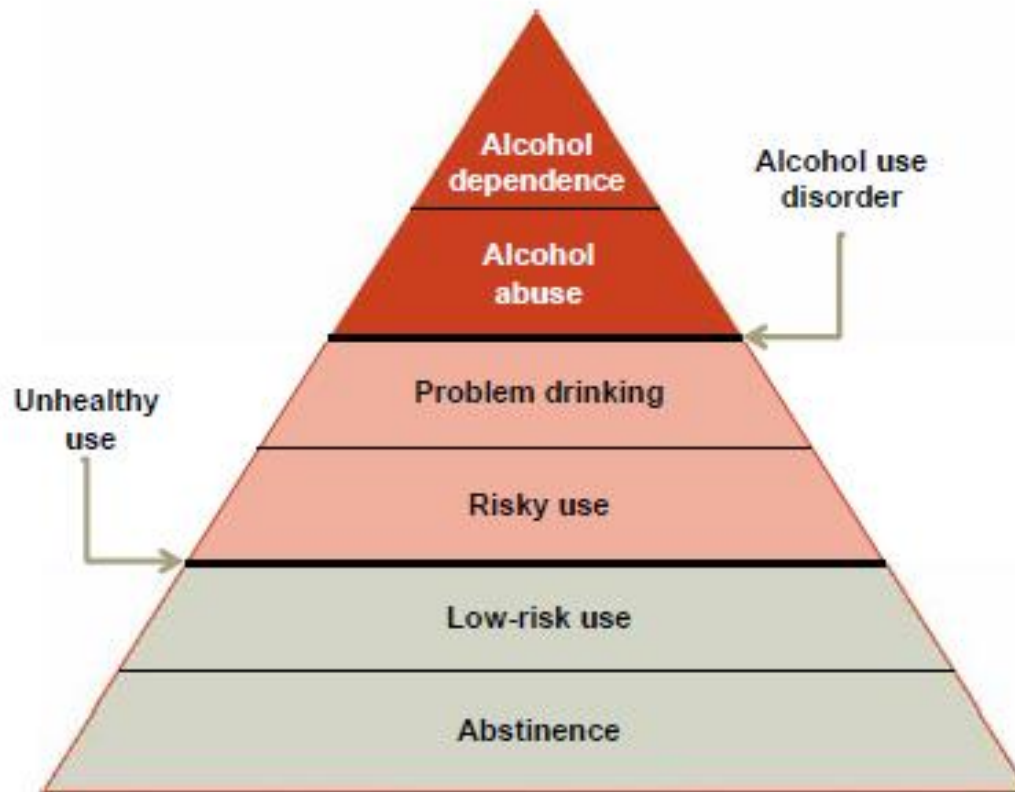 Alcohol
dependence
Alcohol use
disorder
Alcohol
abuse
Problem drinking
Unhealthy
use
Risky use
Low-risk use
Abstinence